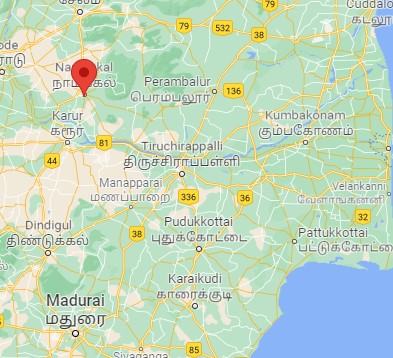 79
532
38
Cuddalo
கடலூ
ode
ோடு
Na
kal
நாமக்கல்
Perambalur
பெரம்பலூர்
136
Karur
கரூர்
81
Kumbakonam
கும்பகோணம்
44
Tiruchirappalli
திருச்சிராப்பள்ளி
Manapparai
மணப்பாறை
336
36
Velankanni
வேளாங்கண்ணி
32
Dindigul
திண்டுக்கல்
38
Pudukkottai
புதுக்கோட்டை
Pattukkottai
பட்டுக்கோட்டை
Karaikudi
காரைக்குடி
Madurai
மதுரை
85
Sivaganga